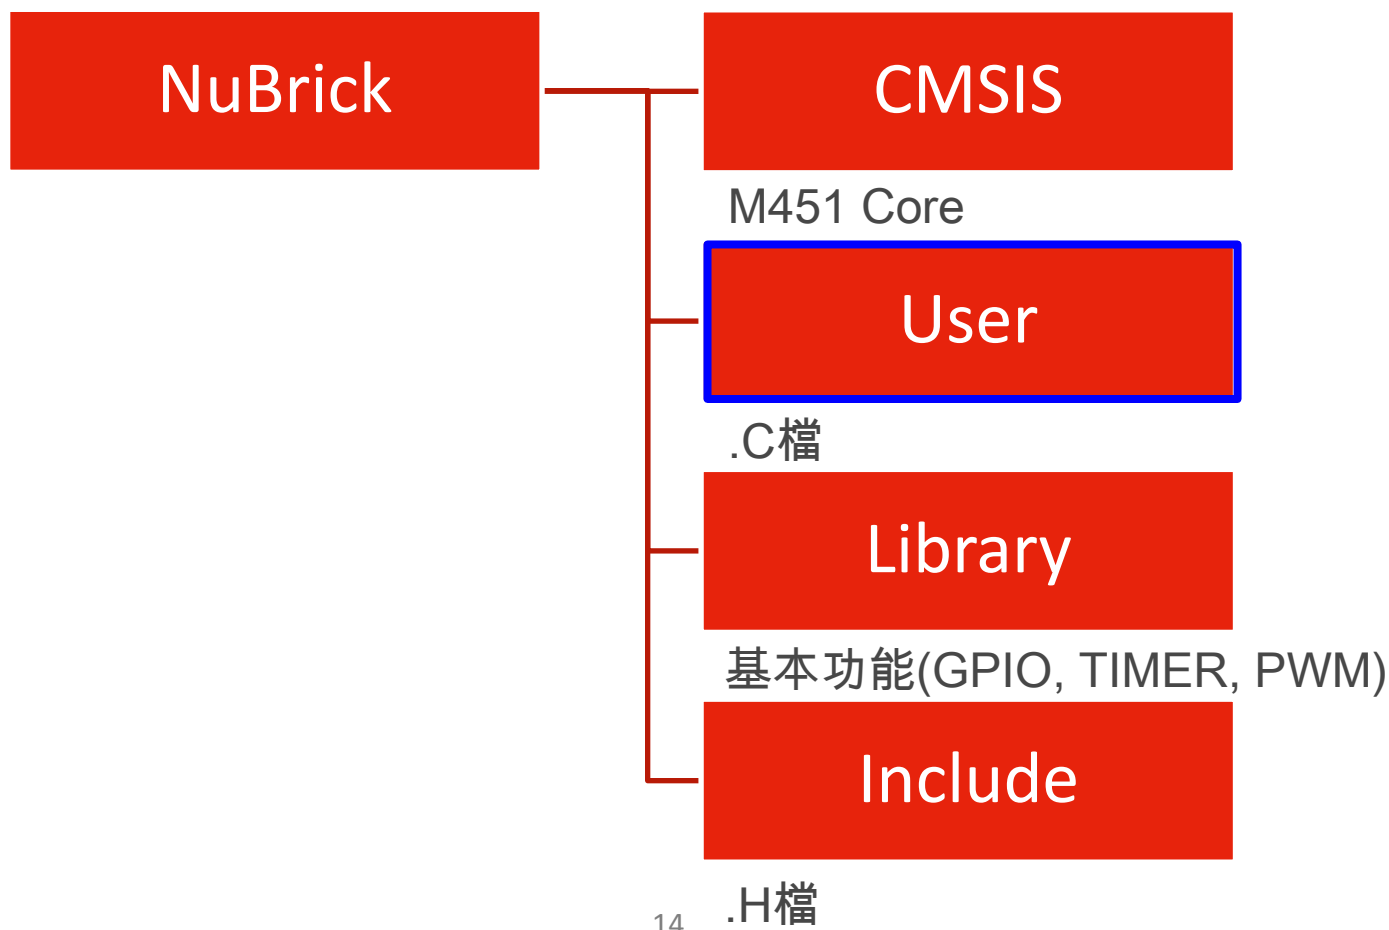 NuBrick
CMSIS
M451 Core
User
.C檔
Library
基本功能(GPIO, TIMER, PWM)
Include
.H檔
14